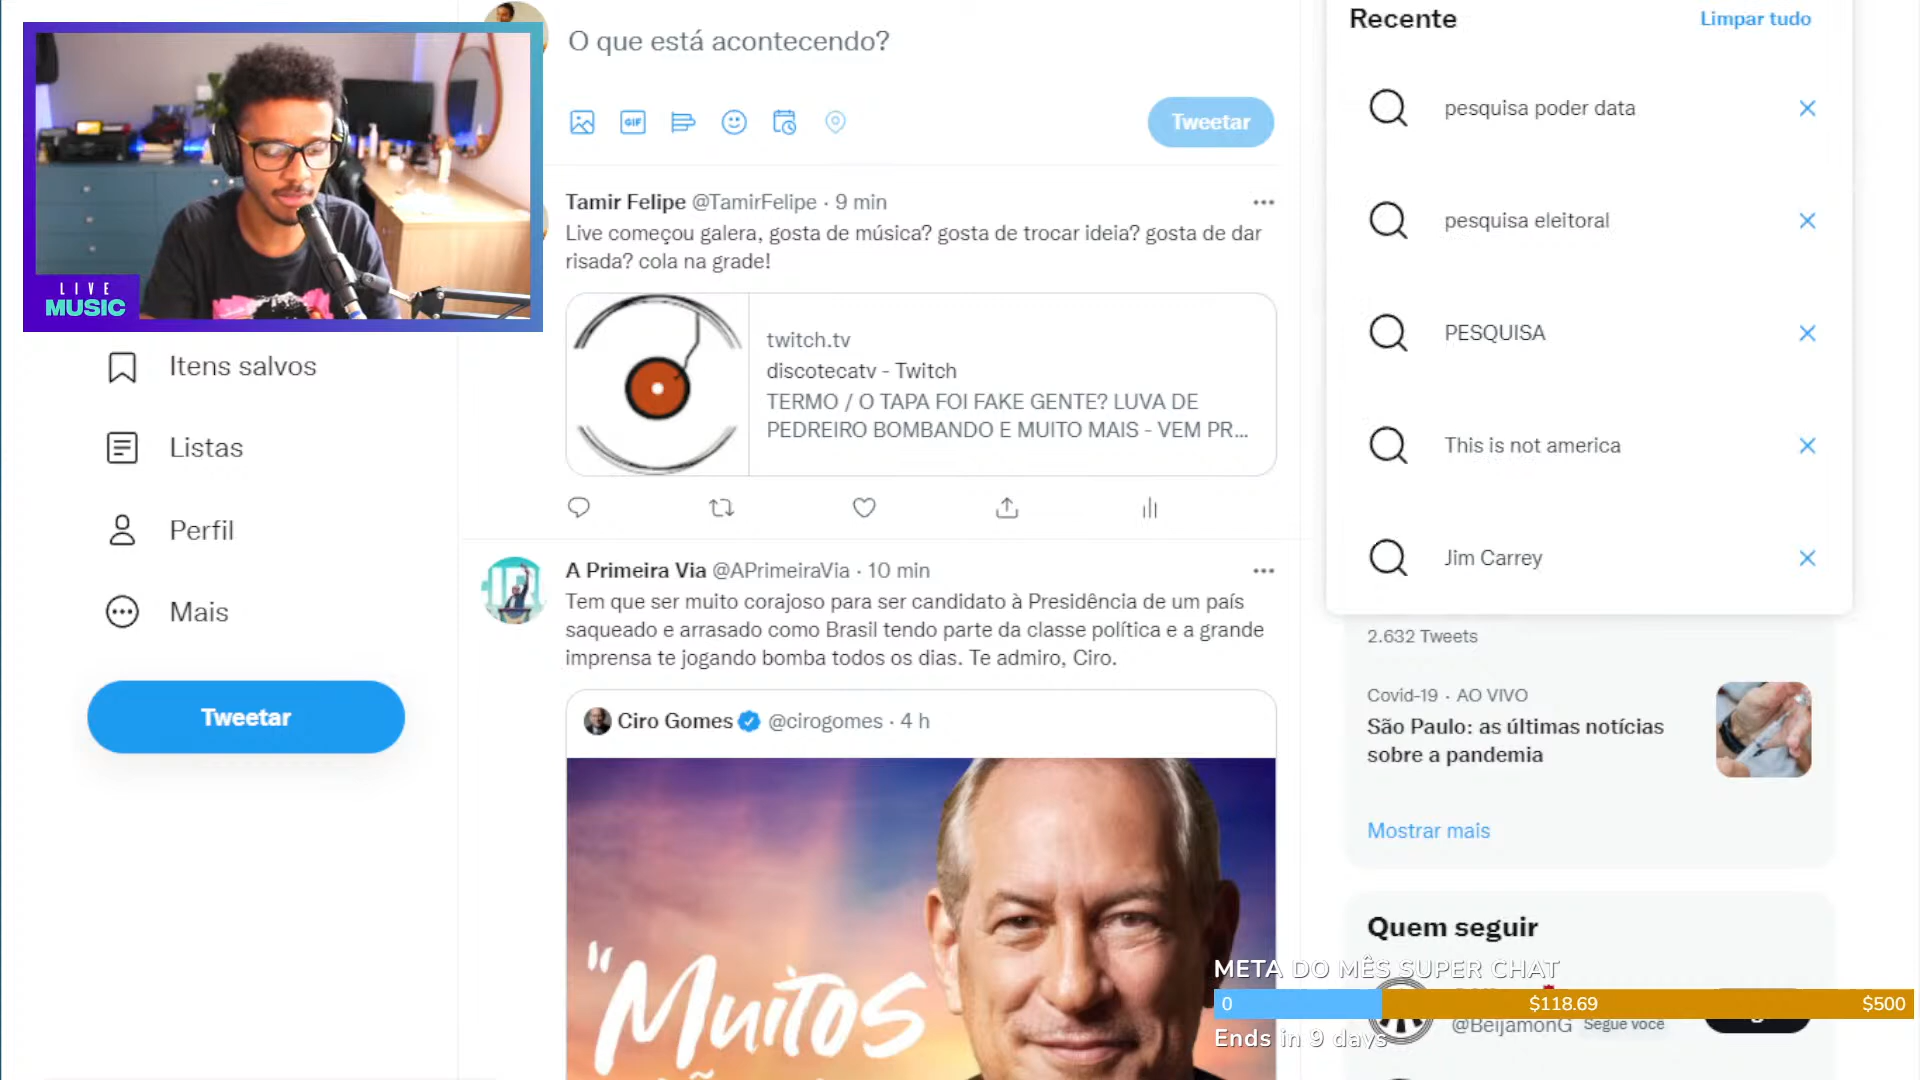 LIVE
MUSIC
Itens salvos
Listas
Perfil
Mais
Tweetar
O que está acontecendo?
GIF
Tweetar
Tamir Felipe @TamirFelipe · 9 min
Live começou galera, gosta de música? gosta de trocar ideia? gosta de dar
risada? cola na grade!
twitch.tv
discotecatv - Twitch
TERMO / O TAPA FOI FAKE GENTE? LUVA DE
PEDREIRO BOMBANDO E MUITO MAIS - VEM PR...
A Primeira Via @APrimeiraVia · 10 min
Tem que ser muito corajoso para ser candidato à Presidência de um país
saqueado e arrasado como Brasil tendo parte da classe política e a grande
imprensa te jogando bomba todos os dias. Te admiro, Ciro.
Ciro Gomes @cirogomes · 4 h
"Muitos
Recente
Limpar tudo
pesquisa poder data
pesquisa eleitoral
PESQUISA
This is not america
Jim Carrey
2.632 Tweets
Covid-19 · AO VIVO
São Paulo: as últimas notícias
sobre a pandemia
Mostrar mais
Quem seguir
META DO MÊS SUPER CHAT
0 $118.69 $500
@BeijamonG Segue você
Ends in 9 days